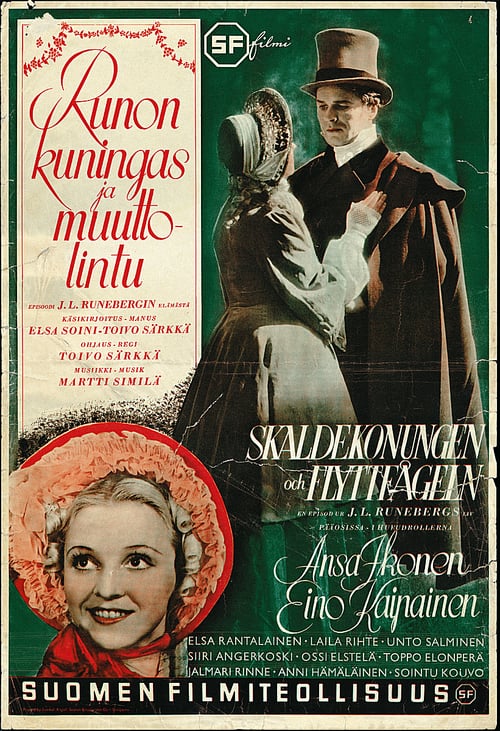 SF filmi
Runon
kuningas
ja
muutto-
lintu
EPISOODI J. L. RUNEBERGIN ELÄMÄSTÄ
KÄSIKIRJOITUS - MANUS
ELSA SOINI - TOIVO SÄRKKÄ
OHJAUS - REGI
TOIVO SÄRKKÄ
MUSIIKKI - MUSIK
MARTTI SIMILÄ
SKALDEKONUNGEN
och FLYTTFÅGELN
EN EPISOD UR J. L. RUNEBERGS LIV
PÄÄOSISSA - I HUVUDROLLERNA
Ansa Ikonen
Eino Kaipainen
ELSA RANTALAINEN · LAILA RIHTE · UNTO SALMINEN
SIIRI ANGERKOSKI · OSSI ELSTELÄ · TOPPO ELONPERÄ
JALMARI RINNE · ANNI HÄMÄLÄINEN · SOINTU KOUVO
SUOMEN FILMITEOLLISUUS SF